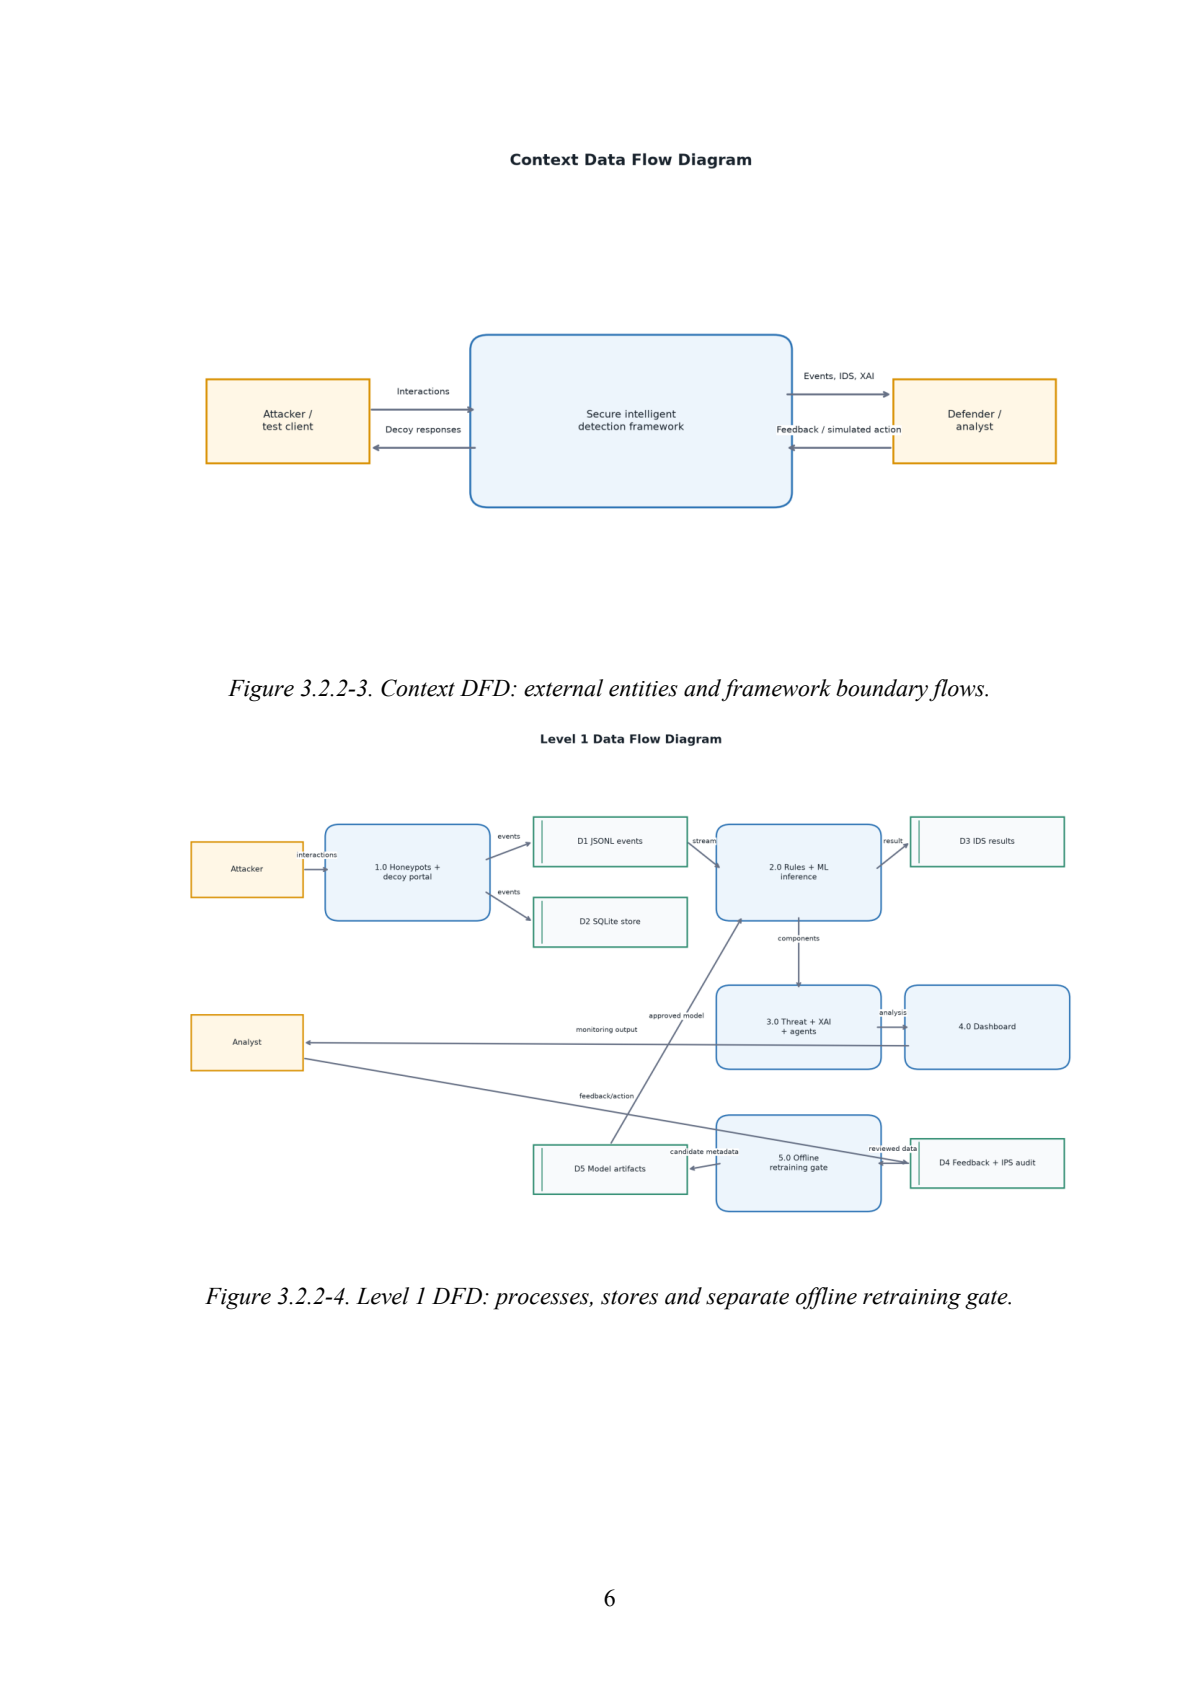 Context Data Flow Diagram
Attacker /
test client
Interactions
Decoy responses
Secure intelligent
detection framework
Events, IDS, XAI
Feedback / simulated action
Defender /
analyst
Figure 3.2.2-3. Context DFD: external entities and framework boundary flows.
Level 1 Data Flow Diagram
Attacker
interactions
1.0 Honeypots +
decoy portal
events
events
D1 JSONL events
D2 SQLite store
stream
2.0 Rules + ML
inference
result
D3 IDS results
components
approved model
monitoring output
Analyst
3.0 Threat + XAI
+ agents
analysis
4.0 Dashboard
feedback/action
D5 Model artifacts
candidate metadata
5.0 Offline
retraining gate
reviewed data
D4 Feedback + IPS audit
Figure 3.2.2-4. Level 1 DFD: processes, stores and separate offline retraining gate.
6